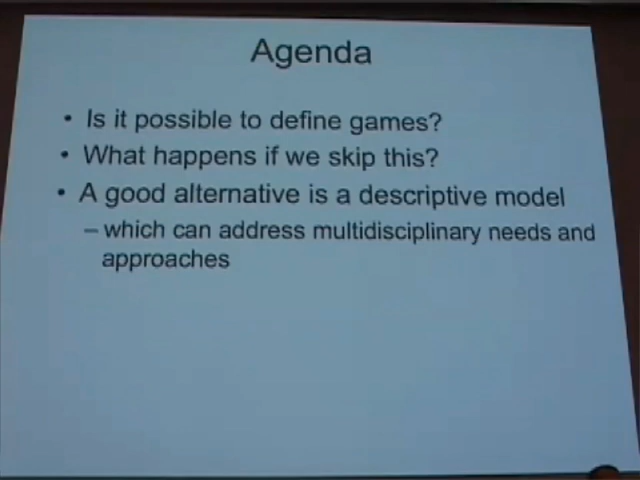 Agenda
• Is it possible to define games?
• What happens if we skip this?
• A good alternative is a descriptive model
– which can address multidisciplinary needs and
approaches